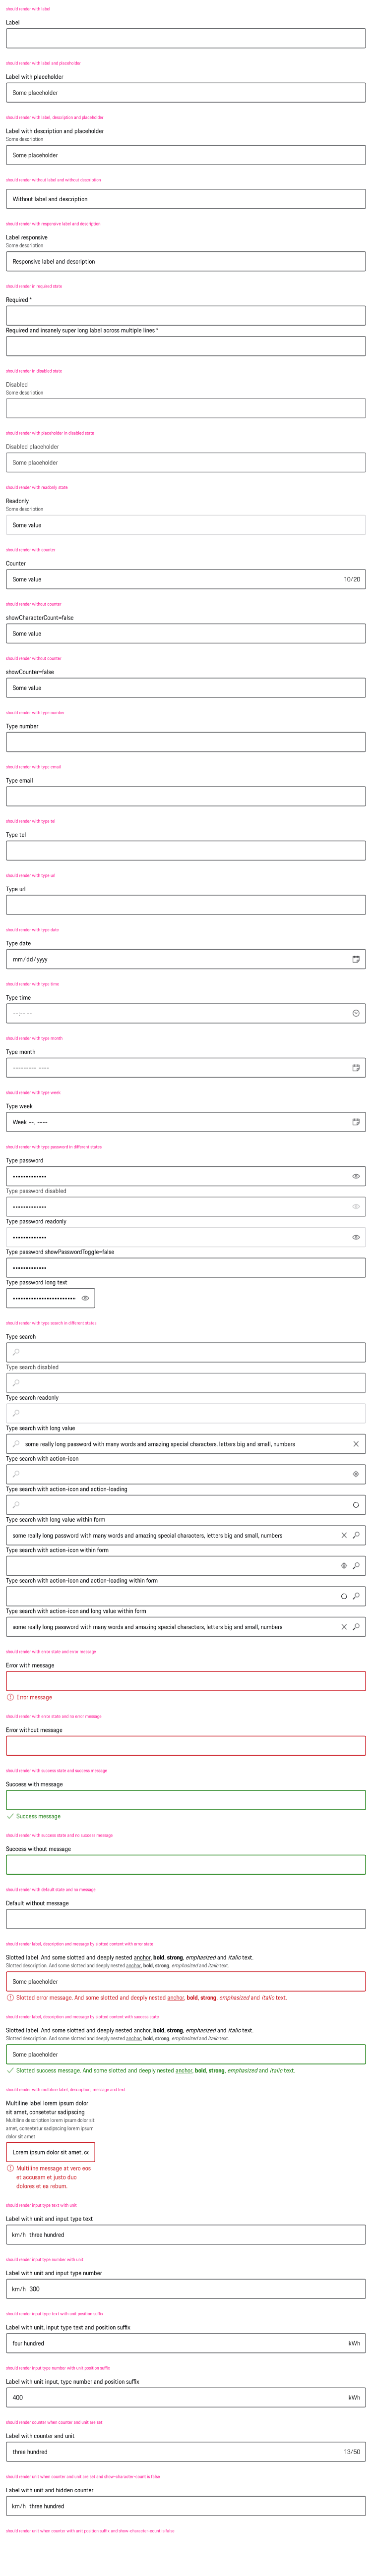 should render with label
Label
should render with label and placeholder
Label with placeholder
Some placeholder
should render with label, description and placeholder
Label with description and placeholder
Some description
Some placeholder
should render without label and without description
Without label and description
should render with responsive label and description
Label responsive
Some description
Responsive label and description
should render in required state
Required *
Required and insanely super long label across multiple lines *
should render in disabled state
Disabled
Some description
should render with placeholder in disabled state
Disabled placeholder
Some placeholder
should render with readonly state
Readonly
Some description
Some value
should render with counter
Counter
Some value 10/20
should render without counter
showCharacterCount=false
Some value
should render without counter
showCounter=false
Some value
should render with type number
Type number
should render with type email
Type email
should render with type tel
Type tel
should render with type url
Type url
should render with type date
Type date
mm/dd/yyyy
should render with type time
Type time
--:-- --
should render with type month
Type month
--------- ----
should render with type week
Type week
Week --, ----
should render with type password in different states
Type password
•••••••••••••
Type password disabled
•••••••••••••
Type password readonly
•••••••••••••
Type password showPasswordToggle=false
•••••••••••••
Type password long text
••••••••••••••••••••••••
should render with type search in different states
Type search
Type search disabled
Type search readonly
Type search with long value
some really long password with many words and amazing special characters, letters big and small, numbers
Type search with action-icon
Type search with action-icon and action-loading
Type search with long value within form
some really long password with many words and amazing special characters, letters big and small, numbers
Type search with action-icon within form
Type search with action-icon and action-loading within form
Type search with action-icon and long value within form
some really long password with many words and amazing special characters, letters big and small, numbers
should render with error state and error message
Error with message
Error message
should render with error state and no error message
Error without message
should render with success state and success message
Success with message
Success message
should render with success state and no success message
Success without message
should render with default state and no message
Default without message
should render label, description and message by slotted content with error state
Slotted label. And some slotted and deeply nested anchor, bold, strong, emphasized and italic text.
Slotted description. And some slotted and deeply nested anchor, bold, strong, emphasized and italic text.
Some placeholder
Slotted error message. And some slotted and deeply nested anchor, bold, strong, emphasized and italic text.
should render label, description and message by slotted content with success state
Slotted label. And some slotted and deeply nested anchor, bold, strong, emphasized and italic text.
Slotted description. And some slotted and deeply nested anchor, bold, strong, emphasized and italic text.
Some placeholder
Slotted success message. And some slotted and deeply nested anchor, bold, strong, emphasized and italic text.
should render with multiline label, description, message and text
Multiline label lorem ipsum dolor
sit amet, consetetur sadipscing
Multiline description lorem ipsum dolor sit
amet, consetetur sadipscing lorem ipsum
dolor sit amet
Lorem ipsum dolor sit amet, co
Multiline message at vero eos
et accusam et justo duo
dolores et ea rebum.
should render input type text with unit
Label with unit and input type text
km/h three hundred
should render input type number with unit
Label with unit and input type number
km/h 300
should render input type text with unit position suffix
Label with unit, input type text and position suffix
four hundred kWh
should render input type number with unit position suffix
Label with unit input, type number and position suffix
400 kWh
should render counter when counter and unit are set
Label with counter and unit
three hundred 13/50
should render unit when counter and unit are set and show-character-count is false
Label with unit and hidden counter
km/h three hundred
should render unit when counter with unit position suffix and show-character-count is false